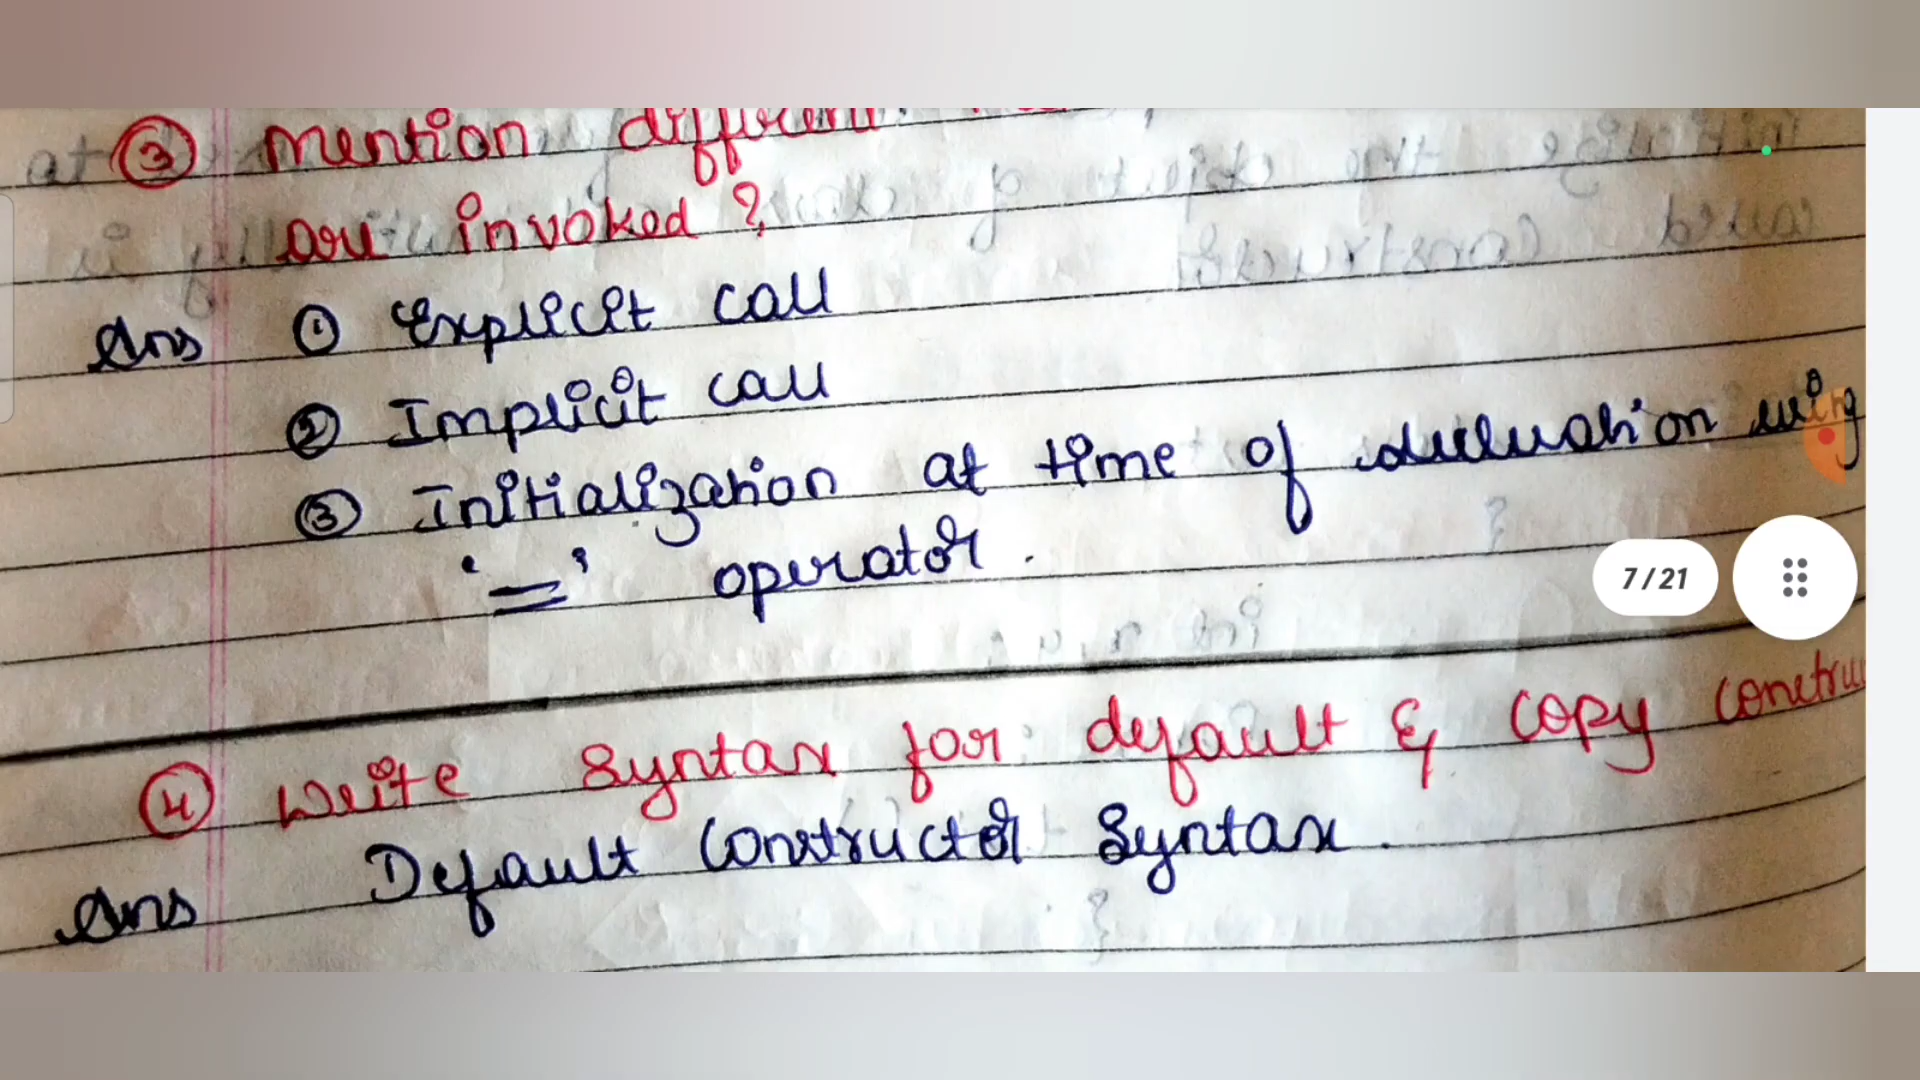 ③ Mention different
are invoked ?
Ans ① Explicit call
② Implicit call
③ Initialization at time of declaration using
'=' operator.
7/21
④ Write Syntax for default & copy constru
Ans Default Constructor Syntax.